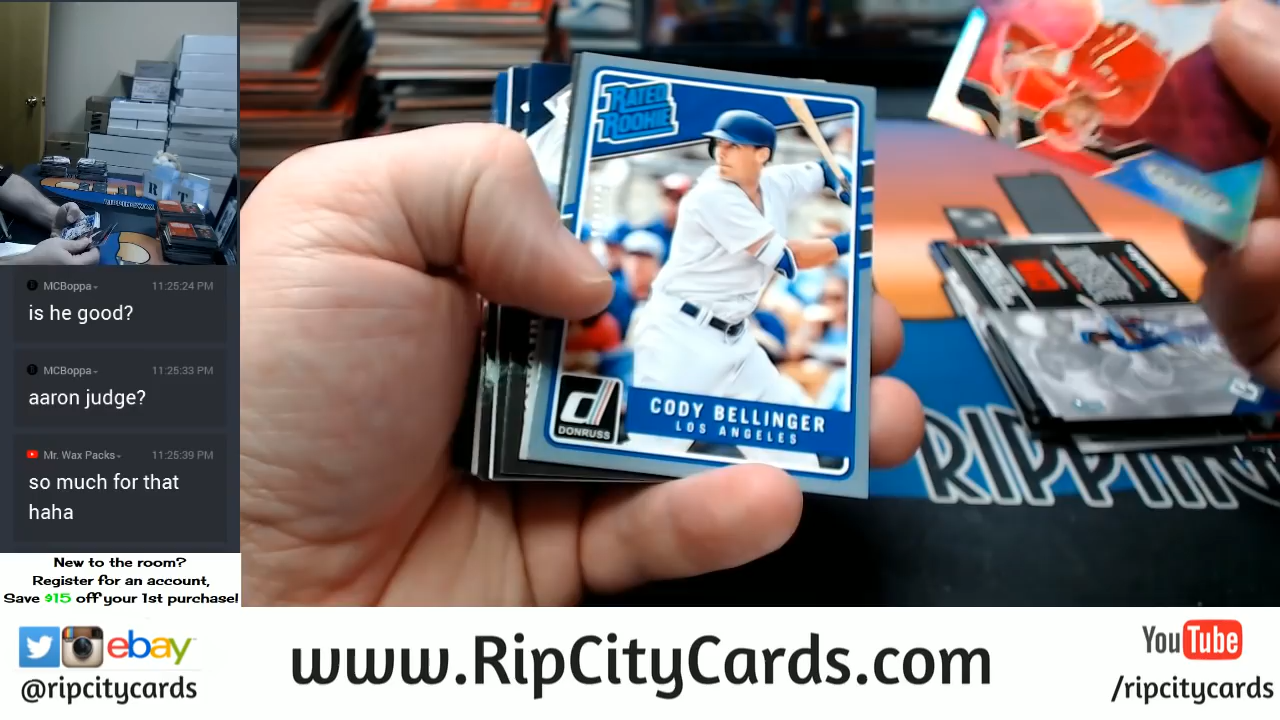 MCBoppa
11:25:24 PM
is he good?
MCBoppa
11:25:33 PM
aaron judge?
Mr. Wax Packs
11:25:39 PM
so much for that
haha
New to the room?
Register for an account,
Save $15 off your 1st purchase!
RATED
ROOKIE
DONRUSS
CODY BELLINGER
LOS ANGELES
RIPPIN
ebay
@ripcitycards
www.RipCityCards.com
YouTube
/ripcitycards